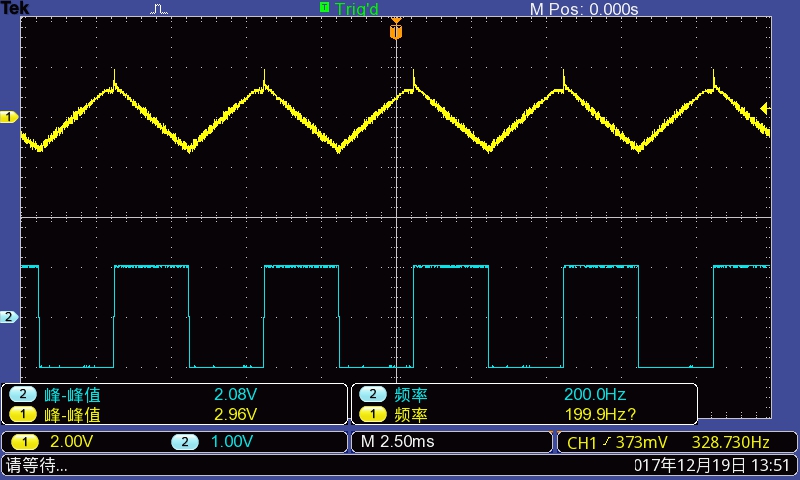 Tek T Trig'd M Pos: 0.000s
T
1
2
2 峰-峰值 2.08V 2 频率 200.0Hz
1 峰-峰值 2.96V 1 频率 199.9Hz?
1 2.00V 2 1.00V M 2.50ms CH1 373mV 328.730Hz
请等待... 017年12月19日 13:51